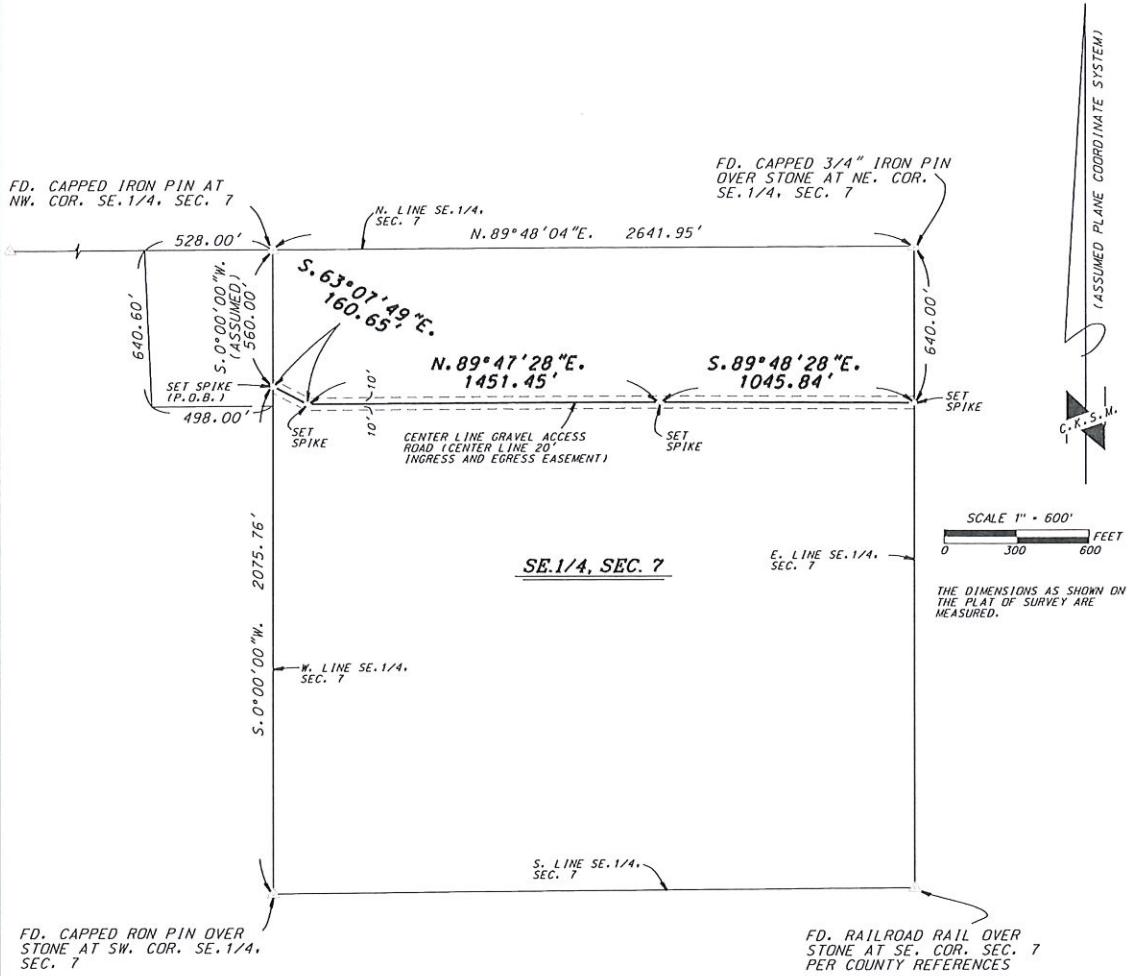 (ASSUMED PLANE COORDINATE SYSTEM)
FD. CAPPED IRON PIN AT
NW. COR. SE.1/4, SEC. 7
FD. CAPPED 3/4" IRON PIN
OVER STONE AT NE. COR.
SE.1/4, SEC. 7
N. LINE SE.1/4,
SEC. 7
528.00'
N.89°48'04"E. 2641.95'
640.60'
S.0°00'00"W.
(ASSUMED)
560.00'
S.63°07'49"E.
160.65'
640.00'
N.89°47'28"E.
1451.45'
S.89°48'28"E.
1045.84'
SET SPIKE
(P.O.B.)
498.00'
10'
10'
SET
SPIKE
SET
SPIKE
SET
SPIKE
CENTER LINE GRAVEL ACCESS
ROAD (CENTER LINE 20'
INGRESS AND EGRESS EASEMENT)
C.K.S.M.
SCALE 1" = 600'
FEET
0 300 600
THE DIMENSIONS AS SHOWN ON
THE PLAT OF SURVEY ARE
MEASURED.
S.0°00'00"W. 2075.76'
SE.1/4, SEC. 7
E. LINE SE.1/4,
SEC. 7
W. LINE SE.1/4,
SEC. 7
S. LINE SE.1/4,
SEC. 7
FD. CAPPED RON PIN OVER
STONE AT SW. COR. SE.1/4,
SEC. 7
FD. RAILROAD RAIL OVER
STONE AT SE. COR. SEC. 7
PER COUNTY REFERENCES